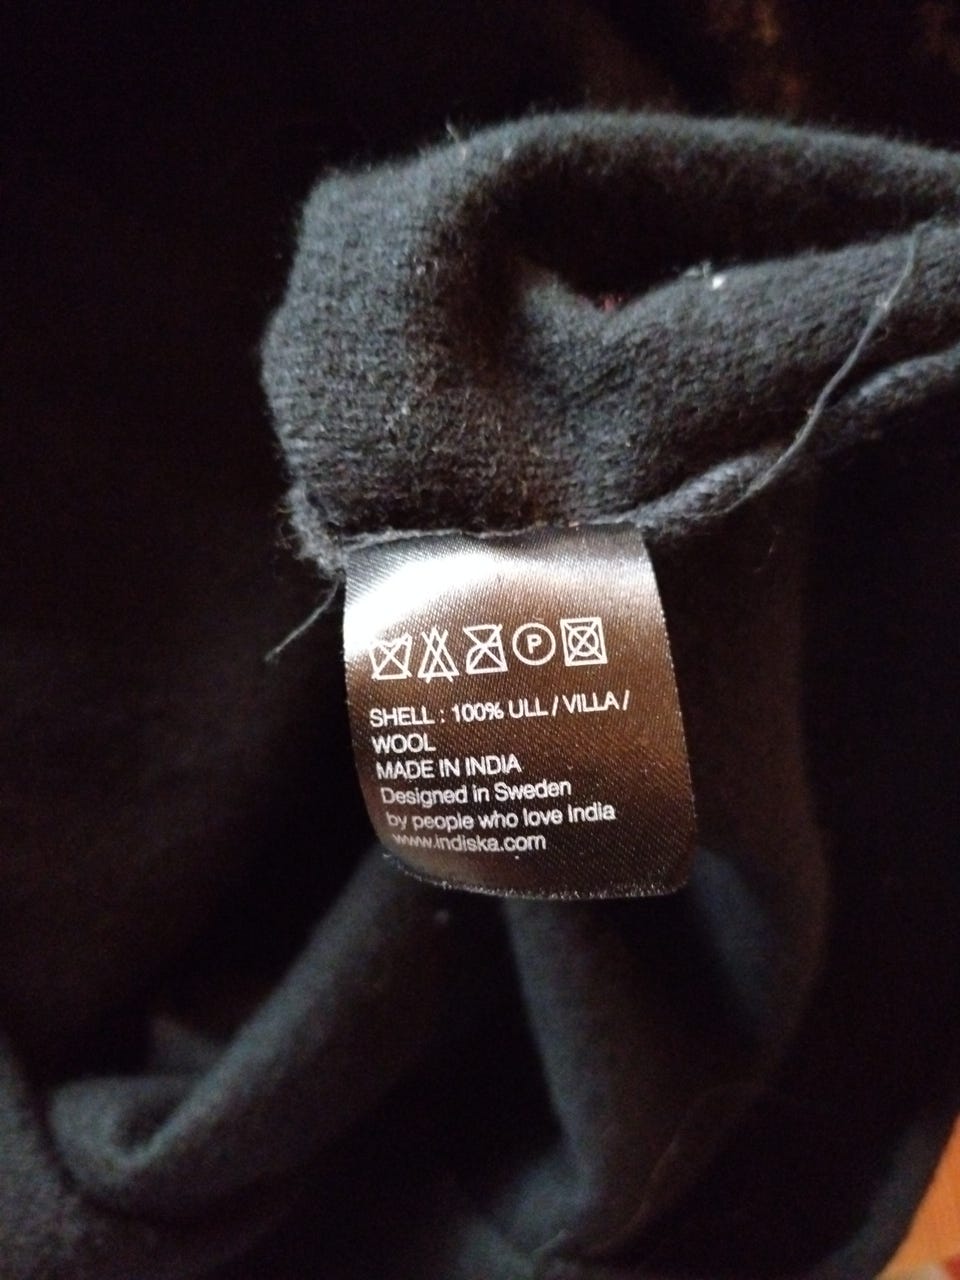 P
SHELL : 100% ULL / VILLA /
WOOL
MADE IN INDIA
Designed in Sweden
by people who love India
www.indiska.com